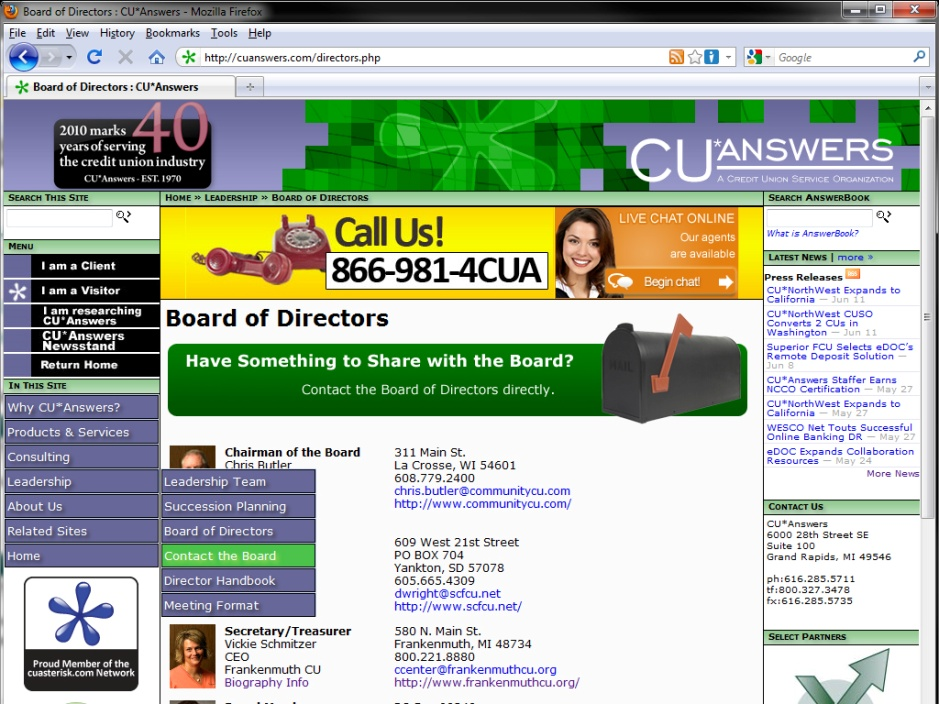 Board of Directors : CU*Answers - Mozilla Firefox
File Edit View History Bookmarks Tools Help
http://cuanswers.com/directors.php
Google
Board of Directors : CU*Answers
2010 marks 40
years of serving
the credit union industry
CU*Answers - EST. 1970
CU*ANSWERS
A CREDIT UNION SERVICE ORGANIZATION
SEARCH THIS SITE
MENU
I am a Client
I am a Visitor
I am researching
CU*Answers
CU*Answers
Newsstand
Return Home
IN THIS SITE
Why CU*Answers?
Products & Services
Consulting
Leadership
About Us
Related Sites
Home
Proud Member of the
cuasterisk.com Network
HOME » LEADERSHIP » BOARD OF DIRECTORS
Call Us!
866-981-4CUA
LIVE CHAT ONLINE
Our agents
are available
Begin chat!
Board of Directors
Have Something to Share with the Board?
Contact the Board of Directors directly.
MAIL
Chairman of the Board
Chris Butler
311 Main St.
La Crosse, WI 54601
608.779.2400
chris.butler@communitycu.com
http://www.communitycu.com/
Leadership Team
Succession Planning
Board of Directors
Contact the Board
Director Handbook
Meeting Format
609 West 21st Street
PO BOX 704
Yankton, SD 57078
605.665.4309
dwright@scfcu.net
http://www.scfcu.net/
Secretary/Treasurer
Vickie Schmitzer
CEO
Frankenmuth CU
Biography Info
580 N. Main St.
Frankenmuth, MI 48734
800.221.8880
ccenter@frankenmuthcu.org
http://www.frankenmuthcu.org/
SEARCH ANSWERBOOK
What is AnswerBook?
LATEST NEWS | more »
Press Releases
CU*NorthWest Expands to
California — Jun 11
CU*NorthWest CUSO
Converts 2 CUs in
Washington — Jun 11
Superior FCU Selects eDOC's
Remote Deposit Solution —
Jun 8
CU*Answers Staffer Earns
NCCO Certification — May 27
CU*NorthWest Expands to
California — May 27
WESCO Net Touts Successful
Online Banking DR — May 27
eDOC Expands Collaboration
Resources — May 24
More News
CONTACT US
CU*Answers
6000 28th Street SE
Suite 100
Grand Rapids, MI 49546
ph:616.285.5711
tf:800.327.3478
fx:616.285.5735
SELECT PARTNERS